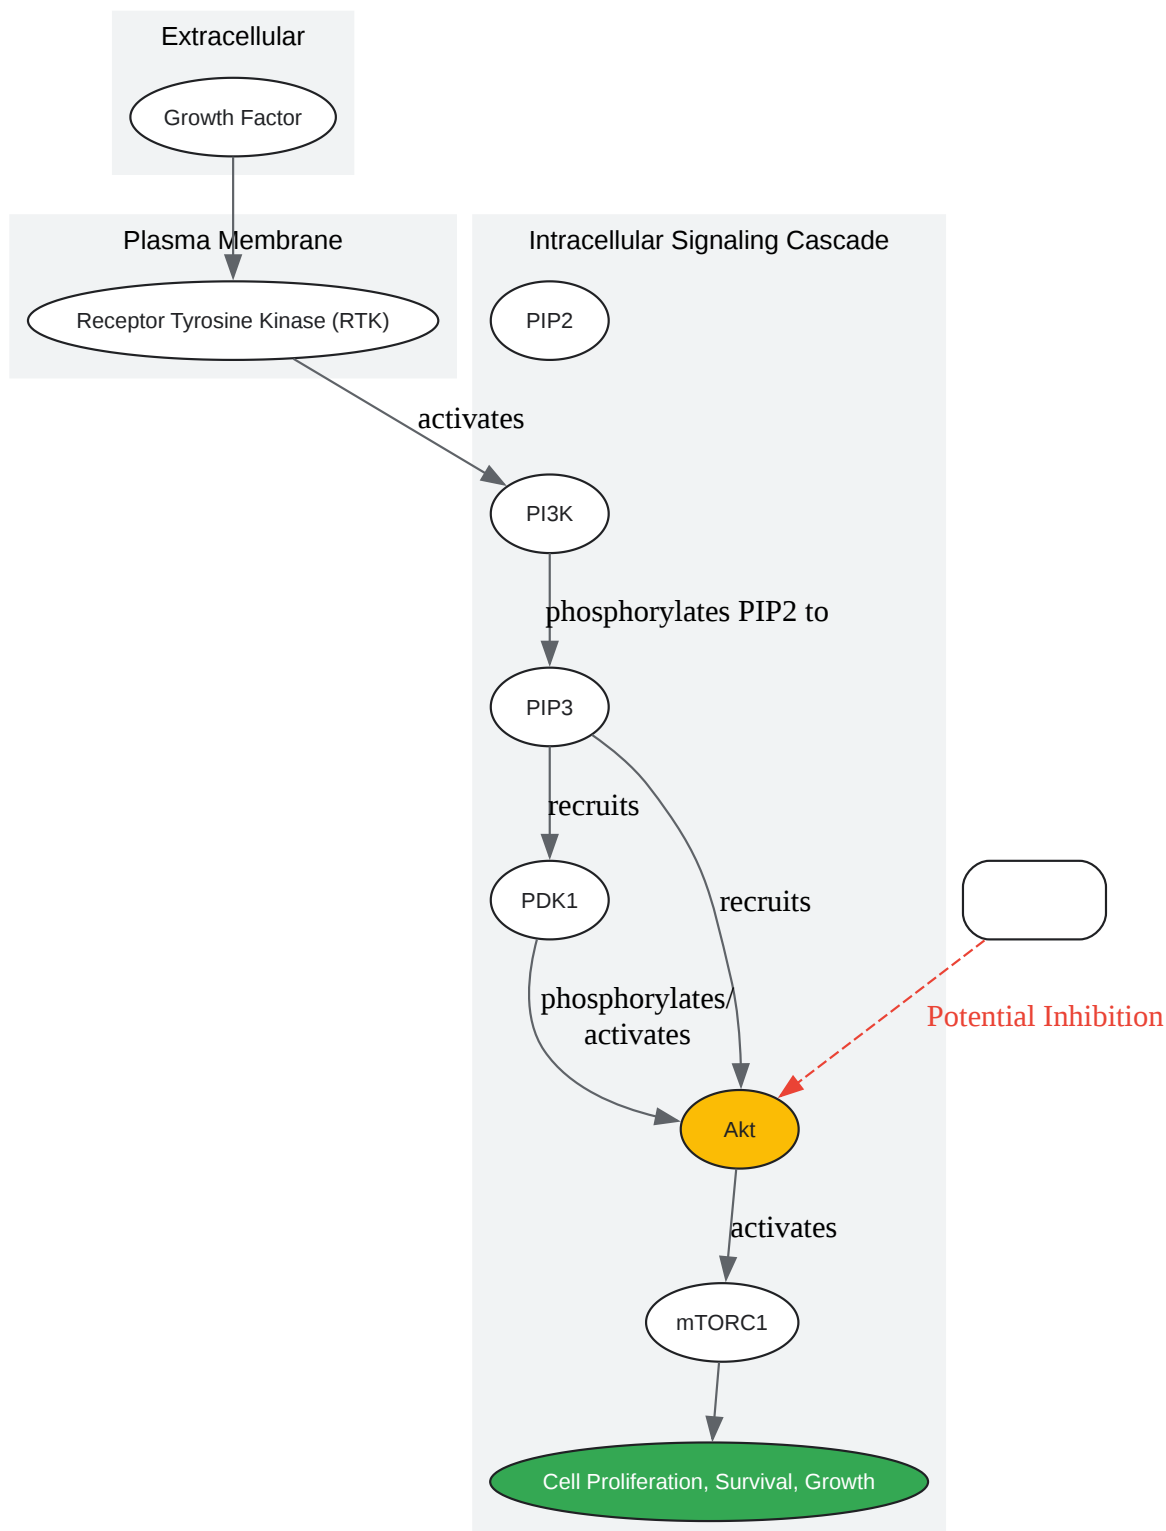 Extracellular
Growth Factor
Plasma Membrane
Intracellular Signaling Cascade
Receptor Tyrosine Kinase (RTK)
PIP2
activates
PI3K
phosphorylates PIP2 to
PIP3
recruits
PDK1
recruits
phosphorylates/
activates
Potential Inhibition
Akt
activates
mTORC1
Cell Proliferation, Survival, Growth